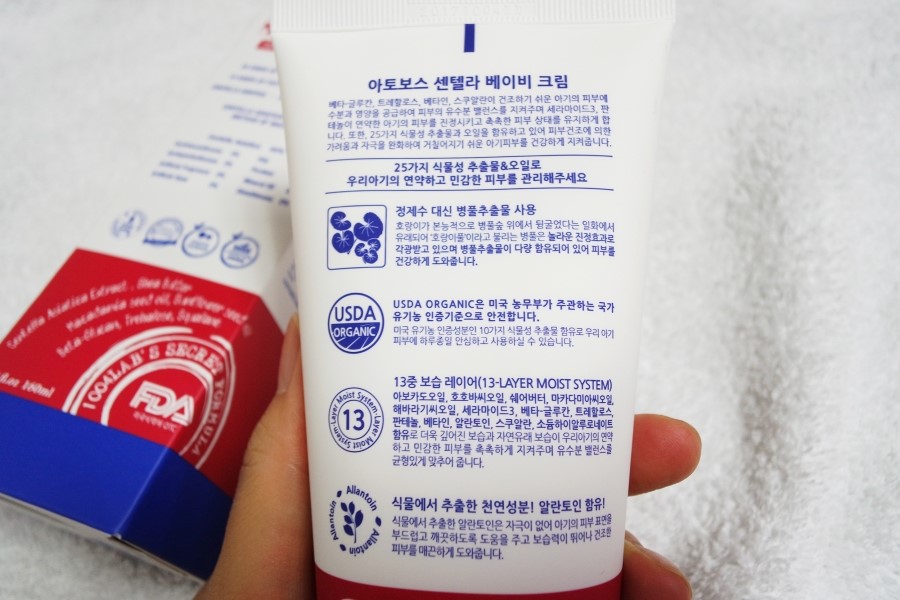 아토보스 센텔라 베이비 크림
베타-글루칸, 트레할로스, 베타인, 스쿠알란이 건조하기 쉬운 아기의 피부에
수분과 영양을 공급하여 피부의 유수분 밸런스를 지켜주며 세라마이드3, 판
테놀이 연약한 아기의 피부를 진정시키고 촉촉한 피부 상태를 유지하게 합
니다. 또한, 25가지 식물성 추출물과 오일을 함유하고 있어 피부건조에 의한
가려움과 자극을 완화하여 거칠어지기 쉬운 아기피부를 건강하게 지켜줍니다.
25가지 식물성 추출물&오일로
우리아기의 연약하고 민감한 피부를 관리해주세요
정제수 대신 병풀추출물 사용
호랑이가 본능적으로 병풀숲 위에서 뒹굴었다는 일화에서
유래되어 '호랑이풀'이라고 불리는 병풀은 놀라운 진정효과로
각광받고 있으며 병풀추출물이 다량 함유되어 있어 피부를
건강하게 도와줍니다.
USDA
ORGANIC
USDA ORGANIC은 미국 농무부가 주관하는 국가
유기농 인증기준으로 안전합니다.
미국 유기농 인증성분인 10가지 식물성 추출물 함유로 우리 아기
피부에 하루종일 안심하고 사용하실 수 있습니다.
13-Layer Moist System
13
13중 보습 레이어(13-LAYER MOIST SYSTEM)
아보카도오일, 호호바씨오일, 쉐어버터, 마카다미아씨오일,
해바라기씨오일, 세라마이드3, 베타-글루칸, 트레할로스,
판테놀, 베타인, 알란토인, 스쿠알란, 소듐하이알루로네이트
함유로 더욱 깊어진 보습과 자연유래 보습이 우리아기의 연약
하고 민감한 피부를 촉촉하게 지켜주며 유수분 밸런스를
균형있게 맞추어 줍니다.
Allantoin
Allantoin
Allantoin
식물에서 추출한 천연성분! 알란토인 함유!
식물에서 추출한 알란토인은 자극이 없어 아기의 피부 표면을
부드럽고 깨끗하도록 도움을 주고 보습력이 뛰어나 건조한
피부를 매끈하게 도와줍니다.
Centella Asiatica Extract, Shea Butter
Macadamia seed oil, Sunflower seed oil
Beta-Glucan, Trehalose, Squalane
1004LAB'S SECRET FORMULA
FDA
fl.oz 160ml